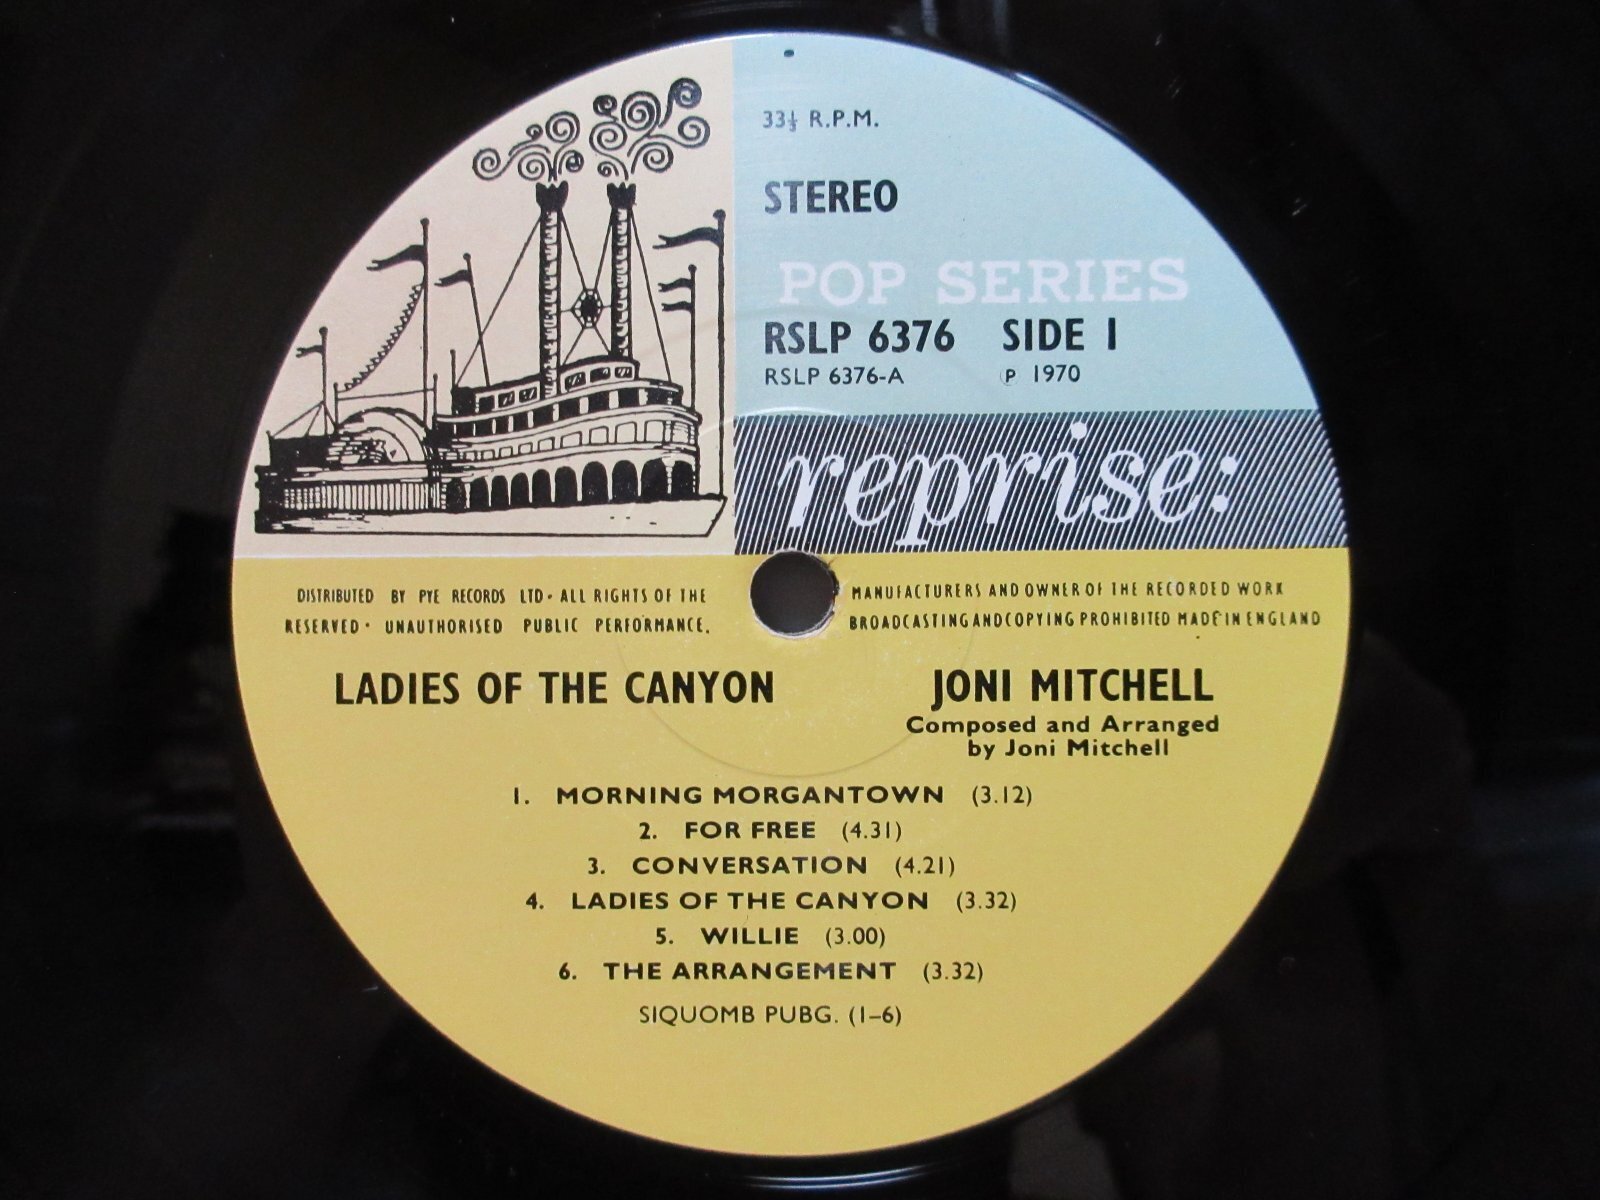 33⅓ R.P.M.
STEREO
POP SERIES
RSLP 6376 SIDE 1
RSLP 6376-A ℗ 1970
reprise:
DISTRIBUTED BY PYE RECORDS LTD· ALL RIGHTS OF THE MANUFACTURERS AND OWNER OF THE RECORDED WORK
RESERVED· UNAUTHORISED PUBLIC PERFORMANCE, BROADCASTING AND COPYING PROHIBITED MADE IN ENGLAND
LADIES OF THE CANYON JONI MITCHELL
Composed and Arranged
by Joni Mitchell
1. MORNING MORGANTOWN (3.12)
2. FOR FREE (4.31)
3. CONVERSATION (4.21)
4. LADIES OF THE CANYON (3.32)
5. WILLIE (3.00)
6. THE ARRANGEMENT (3.32)
SIQUOMB PUBG. (1–6)